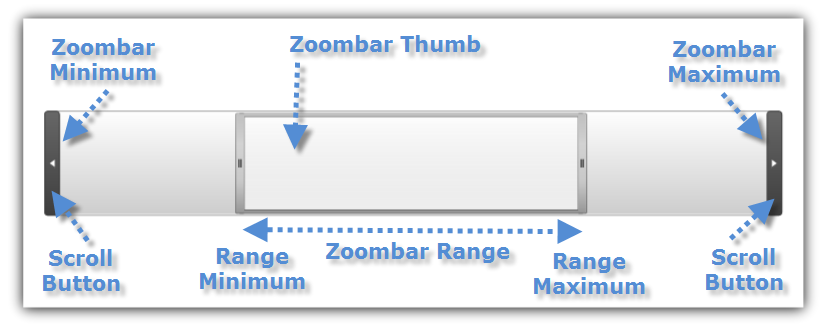 Zoombar
Minimum
Zoombar Thumb
Zoombar
Maximum
Scroll
Button
Range
Minimum
Zoombar Range
Range
Maximum
Scroll
Button